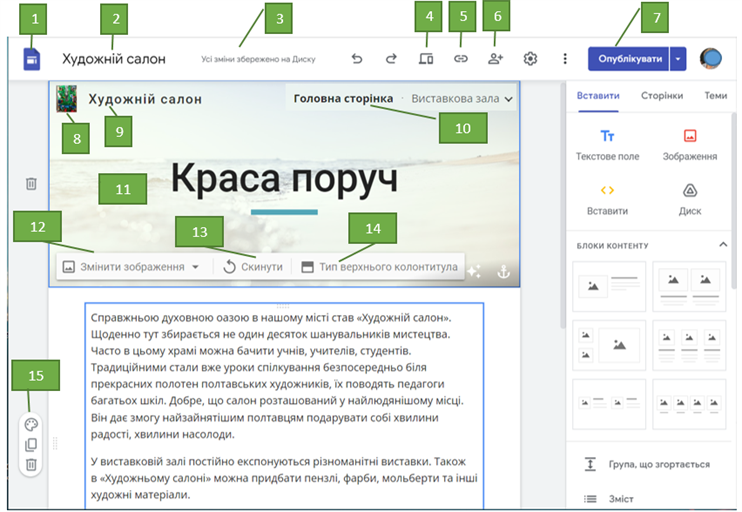 1
2
3
4
5
6
7
Художній салон
Усі зміни збережено на Диску
Опублікувати
Художній салон
Головна сторінка · Виставкова зала
8
9
10
11
Краса поруч
12
13
14
Змінити зображення
Скинути
Тип верхнього колонтитула
Вставити
Сторінки
Теми
Тт
Текстове поле
Зображення
Вставити
Диск
БЛОКИ КОНТЕНТУ
15
Справжньою духовною оазою в нашому місті став «Художній салон».
Щоденно тут збирається не один десяток шанувальників мистецтва.
Часто в цьому храмі можна бачити учнів, учителів, студентів.
Традиційними стали вже уроки спілкування безпосередньо біля
прекрасних полотен полтавських художників, їх поводять педагоги
багатьох шкіл. Добре, що салон розташований у найлюдянішому місці.
Він дає змогу найзайнятішим полтавцям подарувати собі хвилини
радості, хвилини насолоди.
У виставковій залі постійно експонуються різноманітні виставки. Також
в «Художньому салоні» можна придбати пензлі, фарби, мольберти та інші
художні матеріали.
Група, що згортається
Зміст